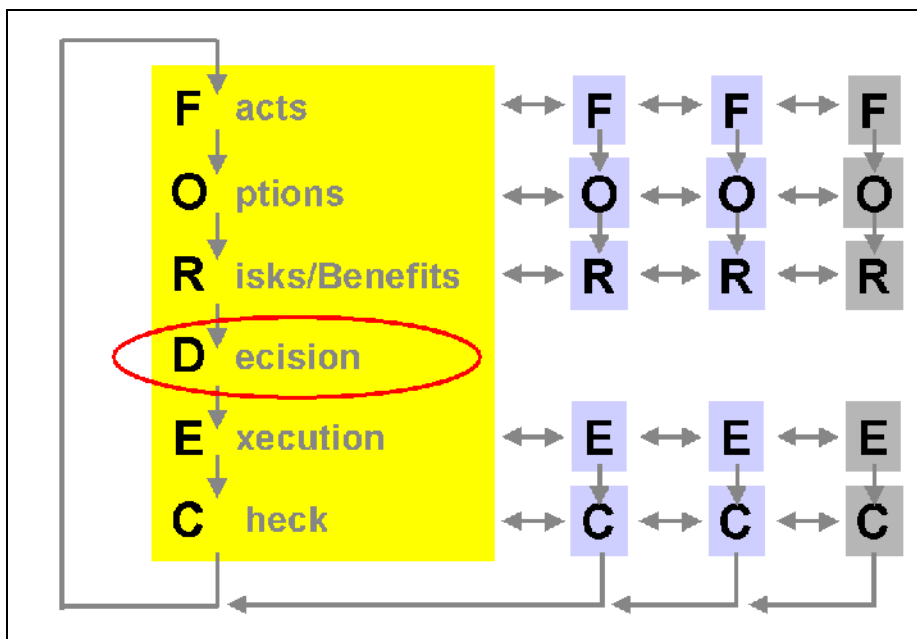 F acts F F F
O ptions O O O
R isks/Benefits R R R
D ecision
E xecution E E E
C heck C C C